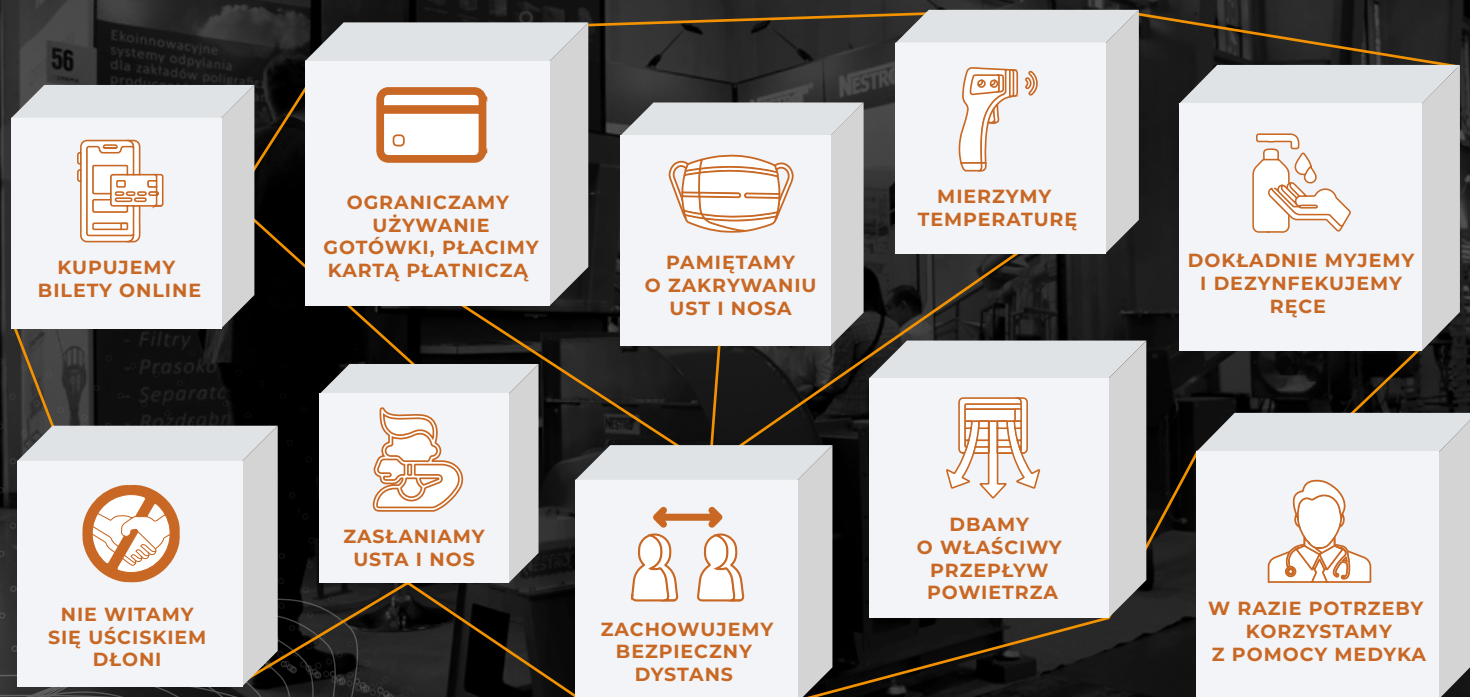 56
Ekoinnowacyjne
systemy odpylania
dla zakładów poligrafi
NESTRO
NESTRO
KUPUJEMY
BILETY ONLINE
OGRANICZAMY
UŻYWANIE
GOTÓWKI, PŁACIMY
KARTĄ PŁATNICZĄ
PAMIĘTAMY
O ZAKRYWANIU
UST I NOSA
MIERZYMY
TEMPERATURĘ
DOKŁADNIE MYJEMY
I DEZYNFEKUJEMY
RĘCE
- Filtry
- Prasoko
- Separato
NIE WITAMY
SIĘ UŚCISKIEM
DŁONI
ZASŁANIAMY
USTA I NOS
ZACHOWUJEMY
BEZPIECZNY
DYSTANS
DBAMY
O WŁAŚCIWY
PRZEPŁYW
POWIETRZA
W RAZIE POTRZEBY
KORZYSTAMY
Z POMOCY MEDYKA